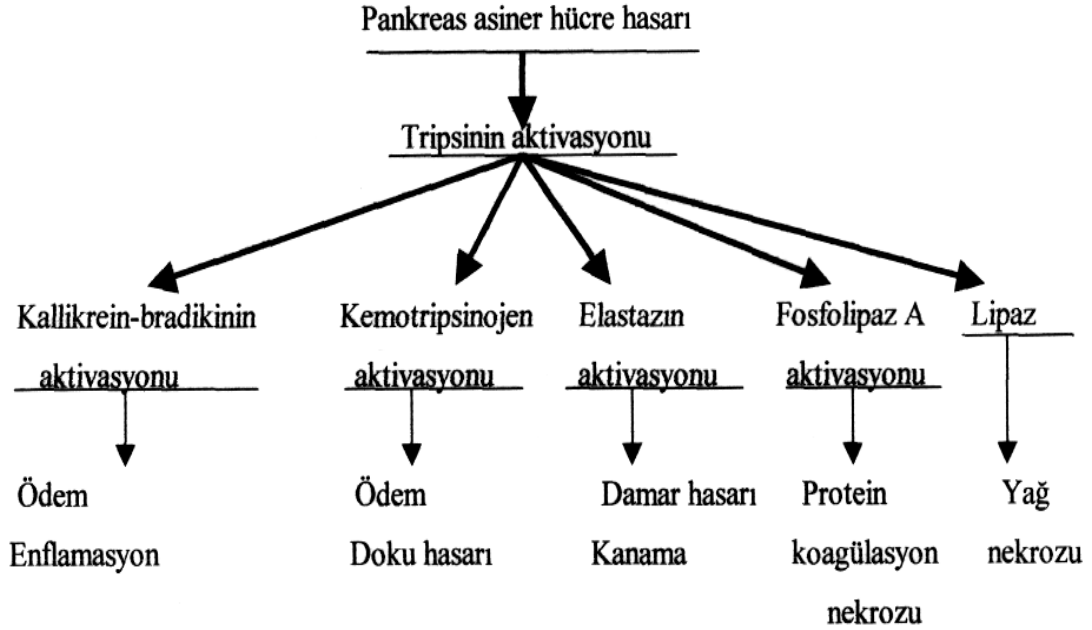 Pankreas asiner hücre hasarı
Tripsinin aktivasyonu
Kallikrein-bradikinin
aktivasyonu
Kemotripsinojen
aktivasyonu
Elastazın
aktivasyonu
Fosfolipaz A
aktivasyonu
Lipaz
Ödem
Enflamasyon
Ödem
Doku hasarı
Damar hasarı
Kanama
Protein
koagülasyon
nekrozu
Yağ
nekrozu